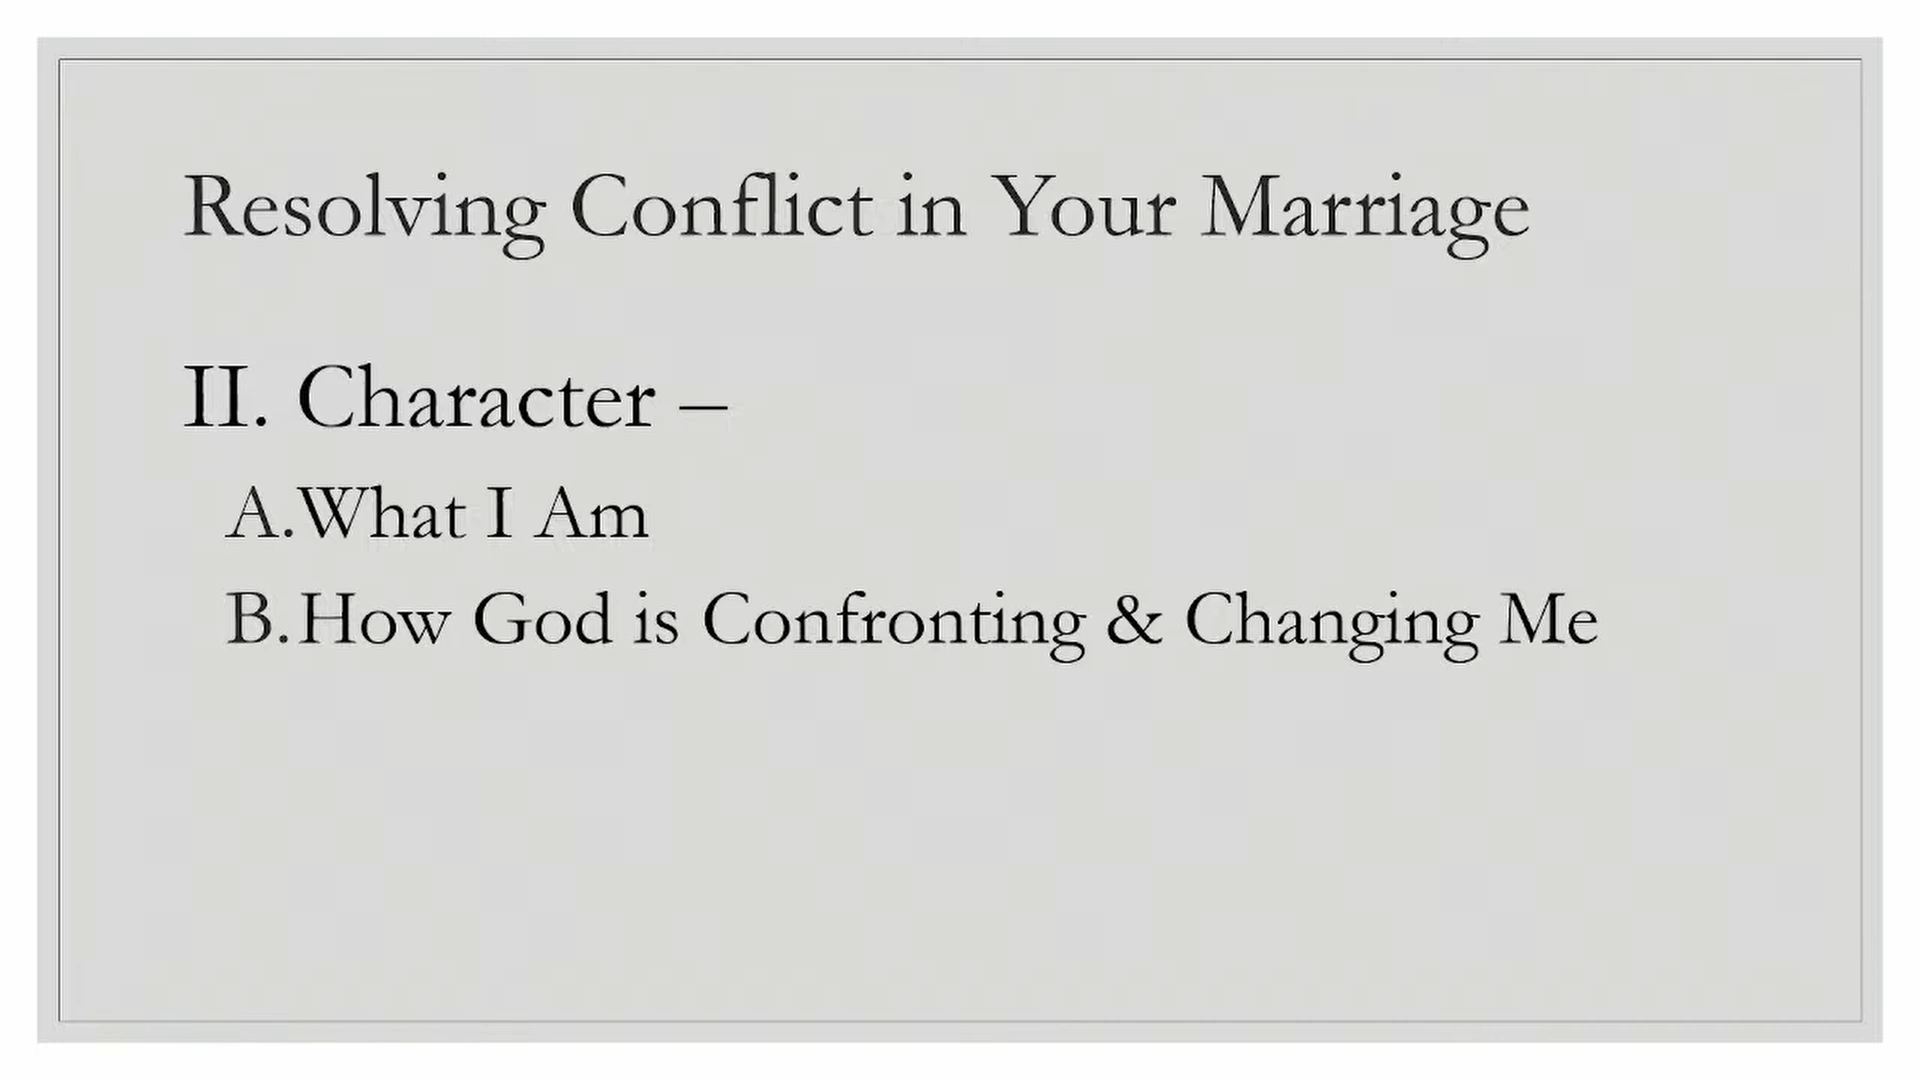 Resolving Conflict in Your Marriage
II. Character –
A. What I Am
B. How God is Confronting & Changing Me